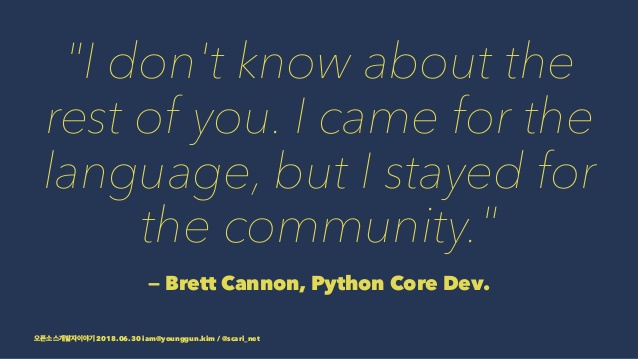 "I don't know about the
rest of you. I came for the
language, but I stayed for
the community."
— Brett Cannon, Python Core Dev.
오픈소스개발자이야기 2018.06.30 iam@younggun.kim / @scari_net